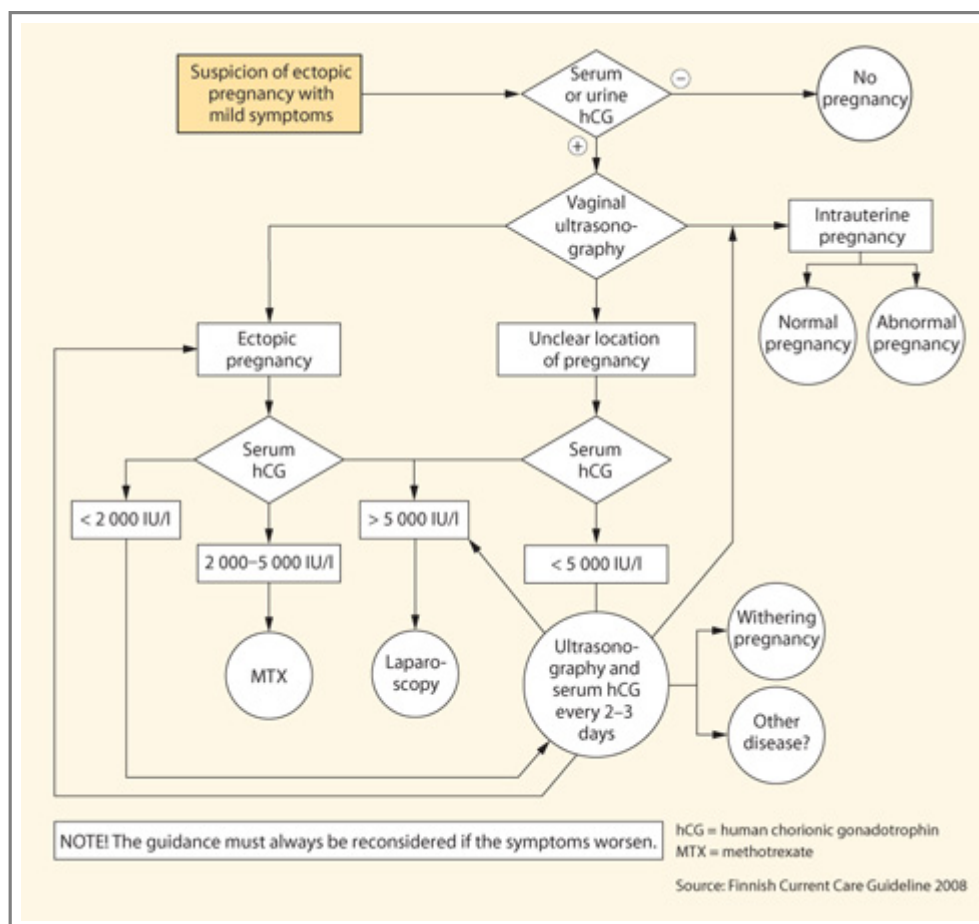 Suspicion of ectopic
pregnancy with
mild symptoms
Serum
or urine
hCG
−
No
pregnancy
+
Vaginal
ultrasono-
graphy
Intrauterine
pregnancy
Normal
pregnancy
Abnormal
pregnancy
Ectopic
pregnancy
Unclear location
of pregnancy
Serum
hCG
Serum
hCG
< 2 000 IU/l
> 5 000 IU/l
2 000–5 000 IU/l
< 5 000 IU/l
MTX
Laparo-
scopy
Ultrasono-
graphy and
serum hCG
every 2–3
days
Withering
pregnancy
Other
disease?
NOTE! The guidance must always be reconsidered if the symptoms worsen.
hCG = human chorionic gonadotrophin
MTX = methotrexate
Source: Finnish Current Care Guideline 2008